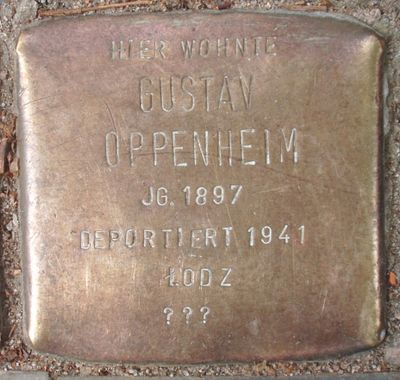 HIER WOHNTE
GUSTAV
OPPENHEIM
JG. 1897
DEPORTIERT 1941
ŁODZ
???